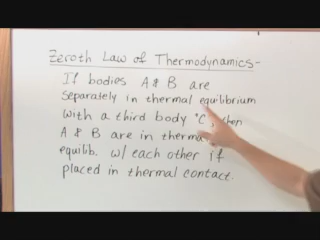 Zeroth Law of Thermodynamics-
If bodies A & B are
separately in thermal equilibrium
with a third body "C", then
A & B are in thermal
equilib. w/ each other if
placed in thermal contact.